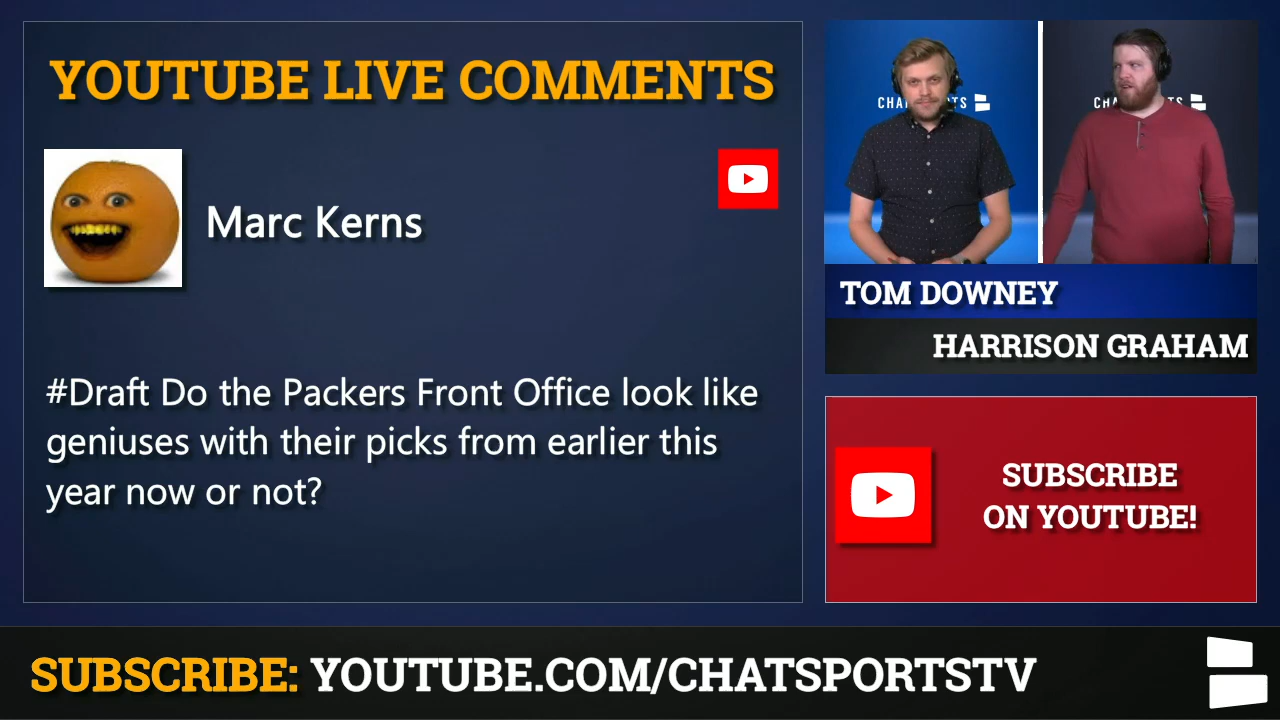 YOUTUBE LIVE COMMENTS
Marc Kerns
#Draft Do the Packers Front Office look like
geniuses with their picks from earlier this
year now or not?
TOM DOWNEY
HARRISON GRAHAM
SUBSCRIBE
ON YOUTUBE!
SUBSCRIBE: YOUTUBE.COM/CHATSPORTSTV